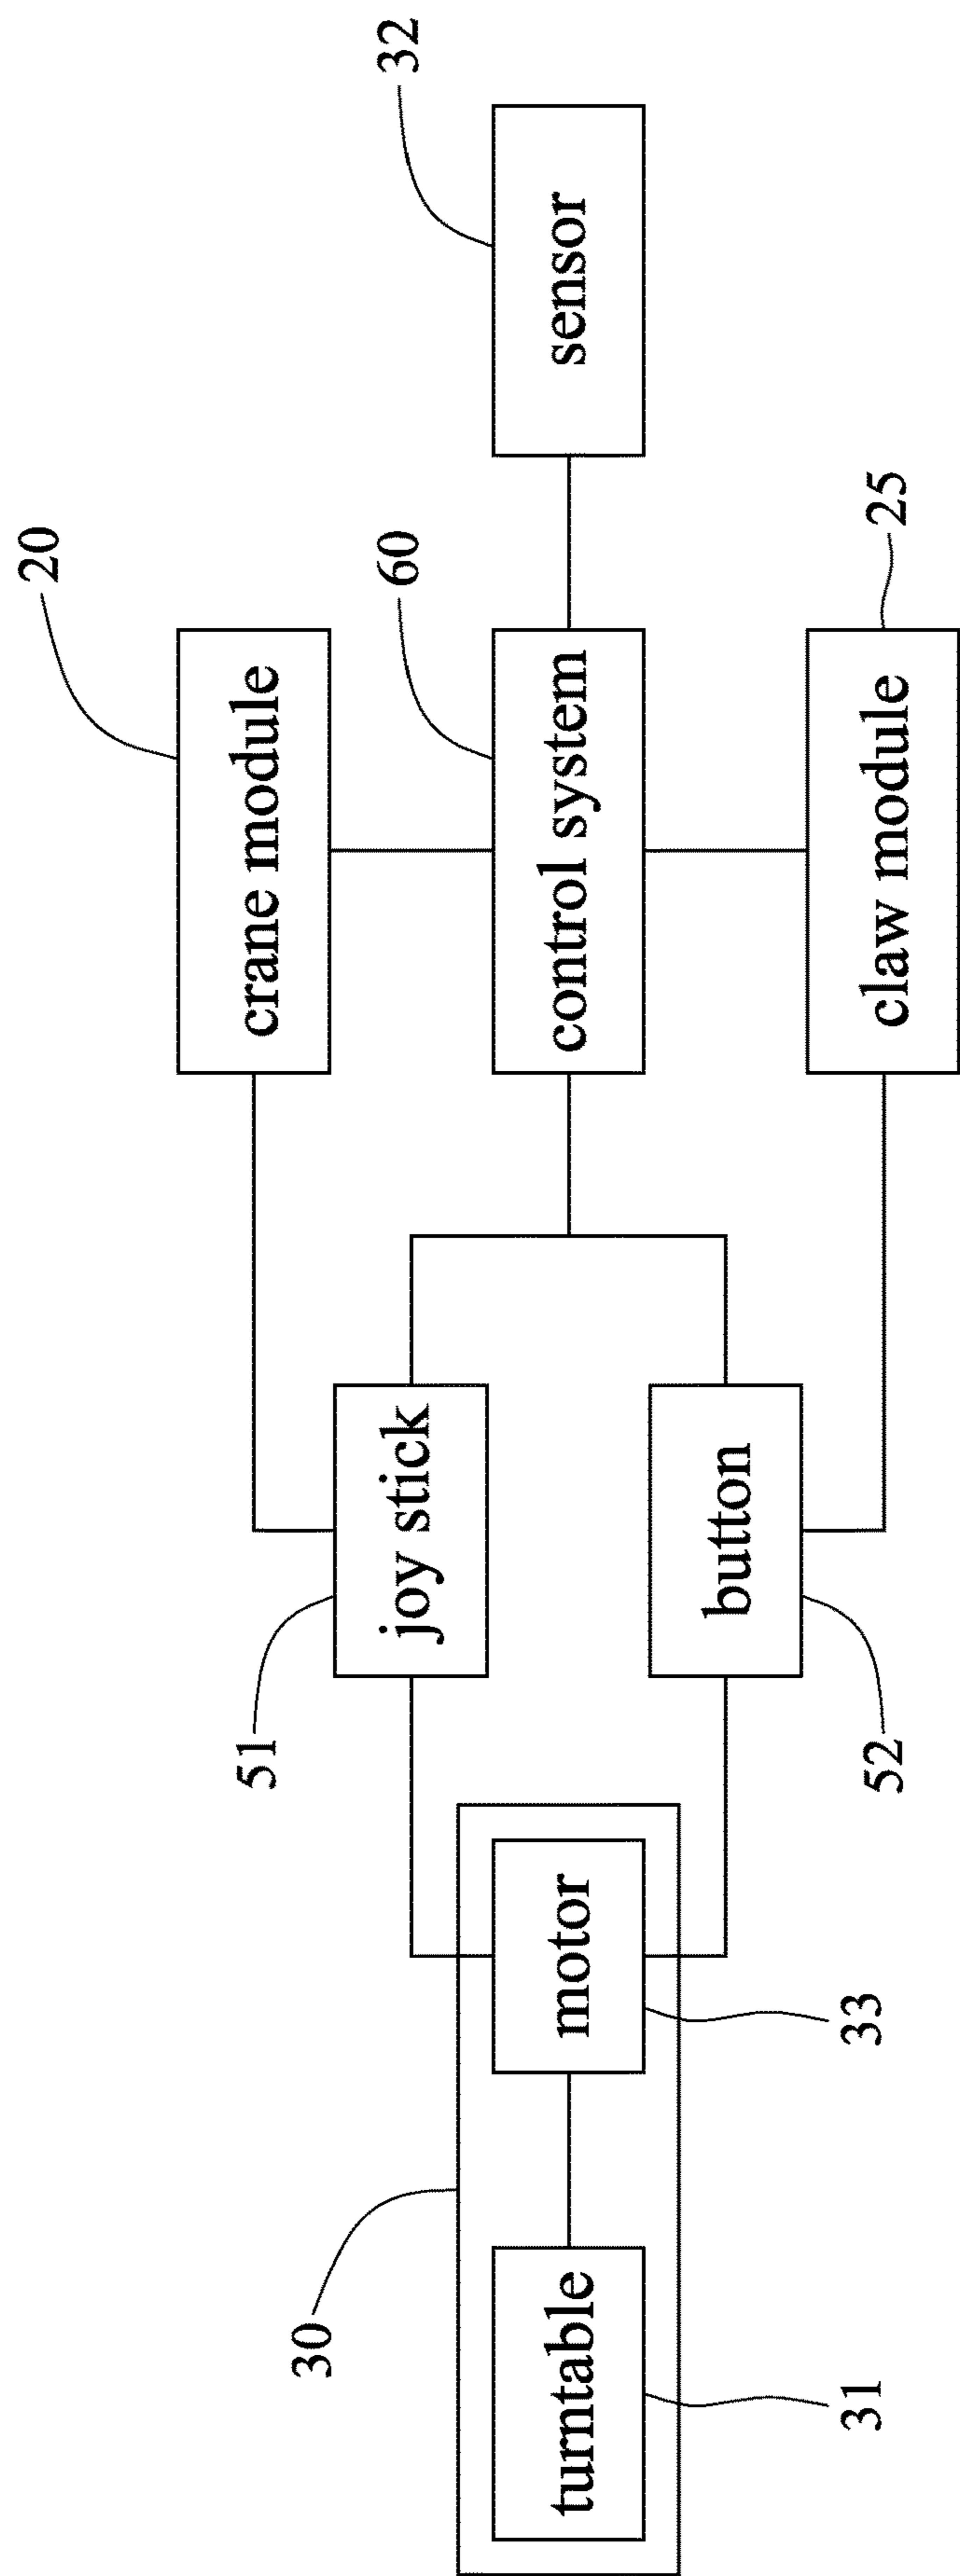 20
crane module
32
60
sensor
control system
25
claw module
51
joy stick
button
52
30
motor
33
turntable
31